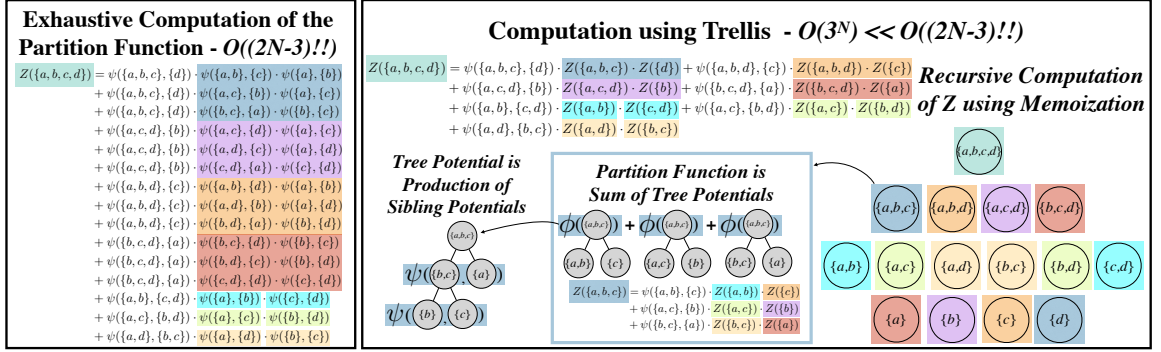 Exhaustive Computation of the
Partition Function - O((2N-3)!!)
Z({a,b,c,d}) = ψ({a,b,c},{d}) · ψ({a,b},{c}) · ψ({a},{b})
+ ψ({a,b,c},{d}) · ψ({a,c},{b}) · ψ({a},{c})
+ ψ({a,b,c},{d}) · ψ({b,c},{a}) · ψ({b},{c})
+ ψ({a,c,d},{b}) · ψ({a,c},{d}) · ψ({a},{c})
+ ψ({a,c,d},{b}) · ψ({a,d},{c}) · ψ({a},{d})
+ ψ({a,c,d},{b}) · ψ({c,d},{a}) · ψ({c},{d})
+ ψ({a,b,d},{c}) · ψ({a,b},{d}) · ψ({a},{b})
+ ψ({a,b,d},{c}) · ψ({a,d},{b}) · ψ({a},{d})
+ ψ({a,b,d},{c}) · ψ({b,d},{a}) · ψ({b},{d})
+ ψ({b,c,d},{a}) · ψ({b,c},{d}) · ψ({b},{c})
+ ψ({b,c,d},{a}) · ψ({b,d},{c}) · ψ({b},{d})
+ ψ({b,c,d},{a}) · ψ({c,d},{b}) · ψ({c},{d})
+ ψ({a,b},{c,d}) · ψ({a},{b}) · ψ({c},{d})
+ ψ({a,c},{b,d}) · ψ({a},{c}) · ψ({b},{d})
+ ψ({a,d},{b,c}) · ψ({a},{d}) · ψ({b},{c})
Computation using Trellis - O(3^N) << O((2N-3)!!)
Z({a,b,c,d}) = ψ({a,b,c},{d}) · Z({a,b,c}) · Z({d}) + ψ({a,b,d},{c}) · Z({a,b,d}) · Z({c})
+ ψ({a,c,d},{b}) · Z({a,c,d}) · Z({b}) + ψ({b,c,d},{a}) · Z({b,c,d}) · Z({a})
+ ψ({a,b},{c,d}) · Z({a,b}) · Z({c,d}) + ψ({a,c},{b,d}) · Z({a,c}) · Z({b,d})
+ ψ({a,d},{b,c}) · Z({a,d}) · Z({b,c})
Recursive Computation
of Z using Memoization
Tree Potential is
Production of
Sibling Potentials
{a,b,c}
ψ({b,c}, {a})
ψ({b}, {c})
Partition Function is
Sum of Tree Potentials
ϕ({a,b,c}) + ϕ({a,b,c}) + ϕ({a,b,c})
{a,b} {c} {a,c} {b} {b,c} {a}
Z({a,b,c}) = ψ({a,b},{c}) · Z({a,b}) · Z({c})
+ ψ({a,c},{b}) · Z({a,c}) · Z({b})
+ ψ({b,c},{a}) · Z({b,c}) · Z({a})
{a,b,c,d}
{a,b,c} {a,b,d} {a,c,d} {b,c,d}
{a,b} {a,c} {a,d} {b,c} {b,d} {c,d}
{a} {b} {c} {d}